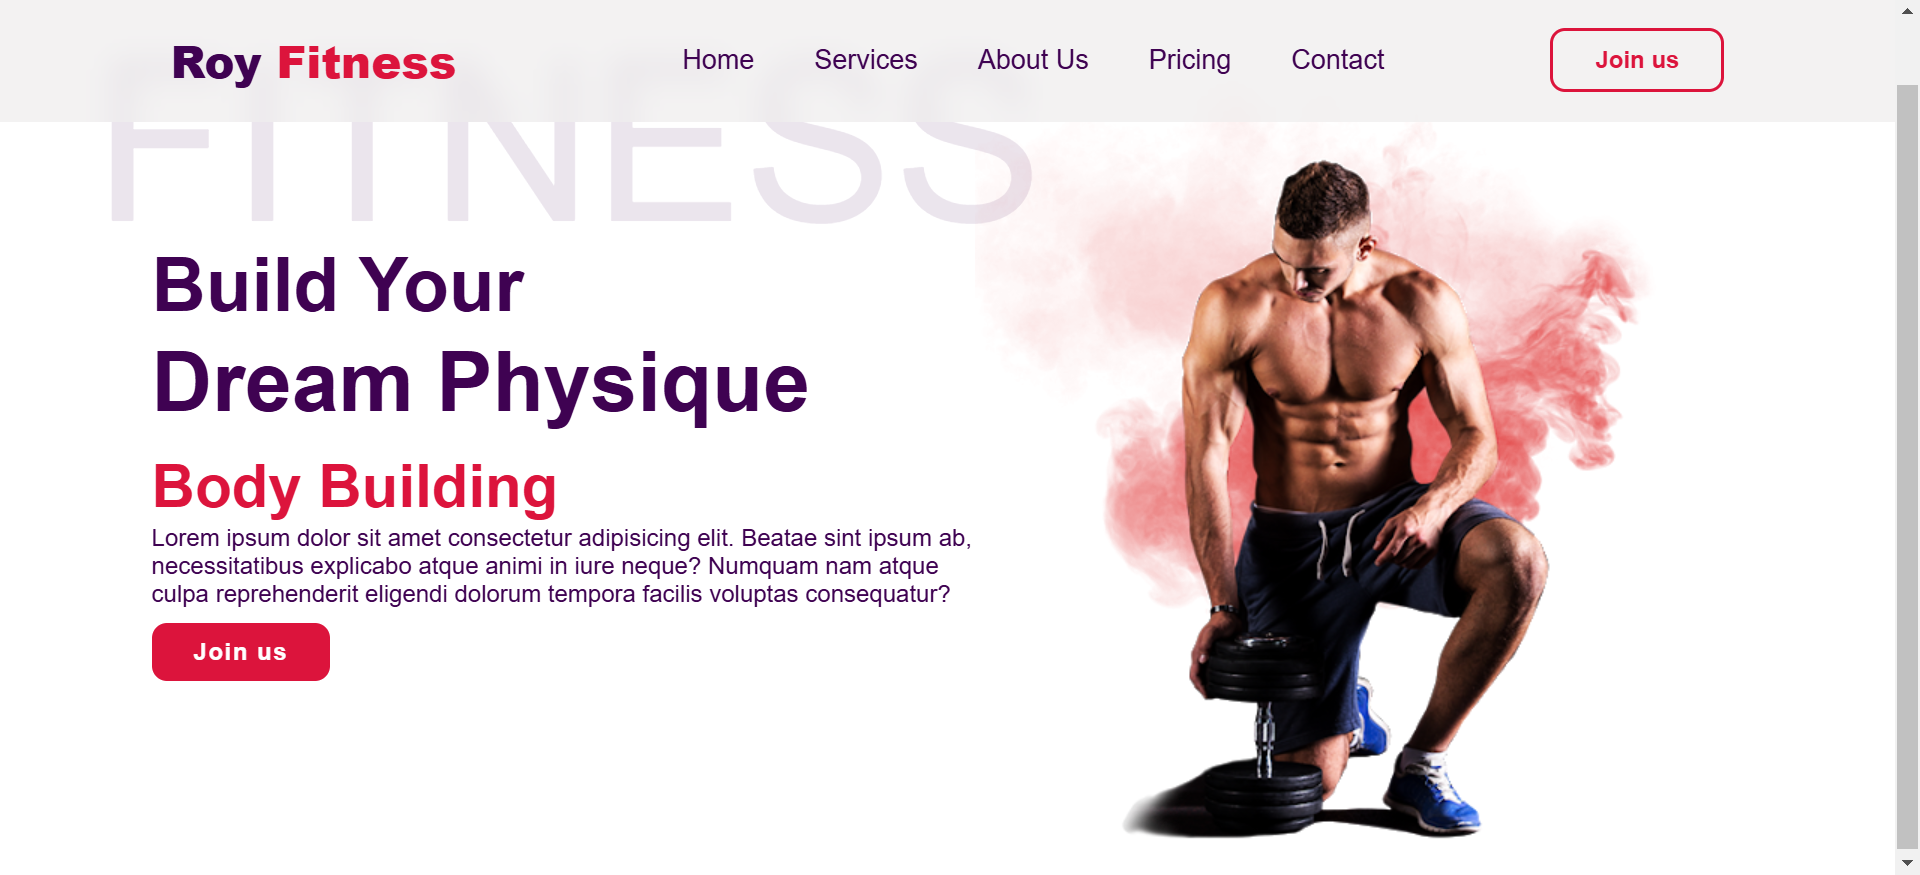 Roy Fitness
Home
Services
About Us
Pricing
Contact
Join us
FITNESS
Build Your
Dream Physique
Body Building
Lorem ipsum dolor sit amet consectetur adipisicing elit. Beatae sint ipsum ab,
necessitatibus explicabo atque animi in iure neque? Numquam nam atque
culpa reprehenderit eligendi dolorum tempora facilis voluptas consequatur?
Join us